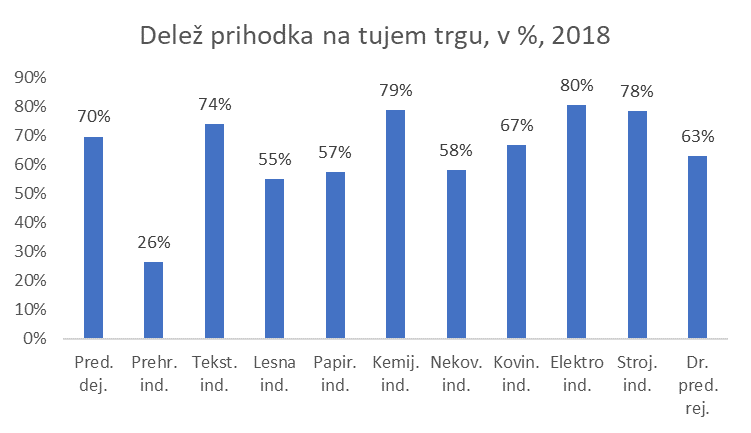 Delež prihodka na tujem trgu, v %, 2018
90%
80%
70%
60%
50%
40%
30%
20%
10%
0%
70%
26%
74%
55%
57%
79%
58%
67%
80%
78%
63%
Pred. dej.
Prehr. ind.
Tekst. ind.
Lesna ind.
Papir. ind.
Kemij. ind.
Nekov. ind.
Kovin. ind.
Elektro ind.
Stroj. ind.
Dr. pred. rej.